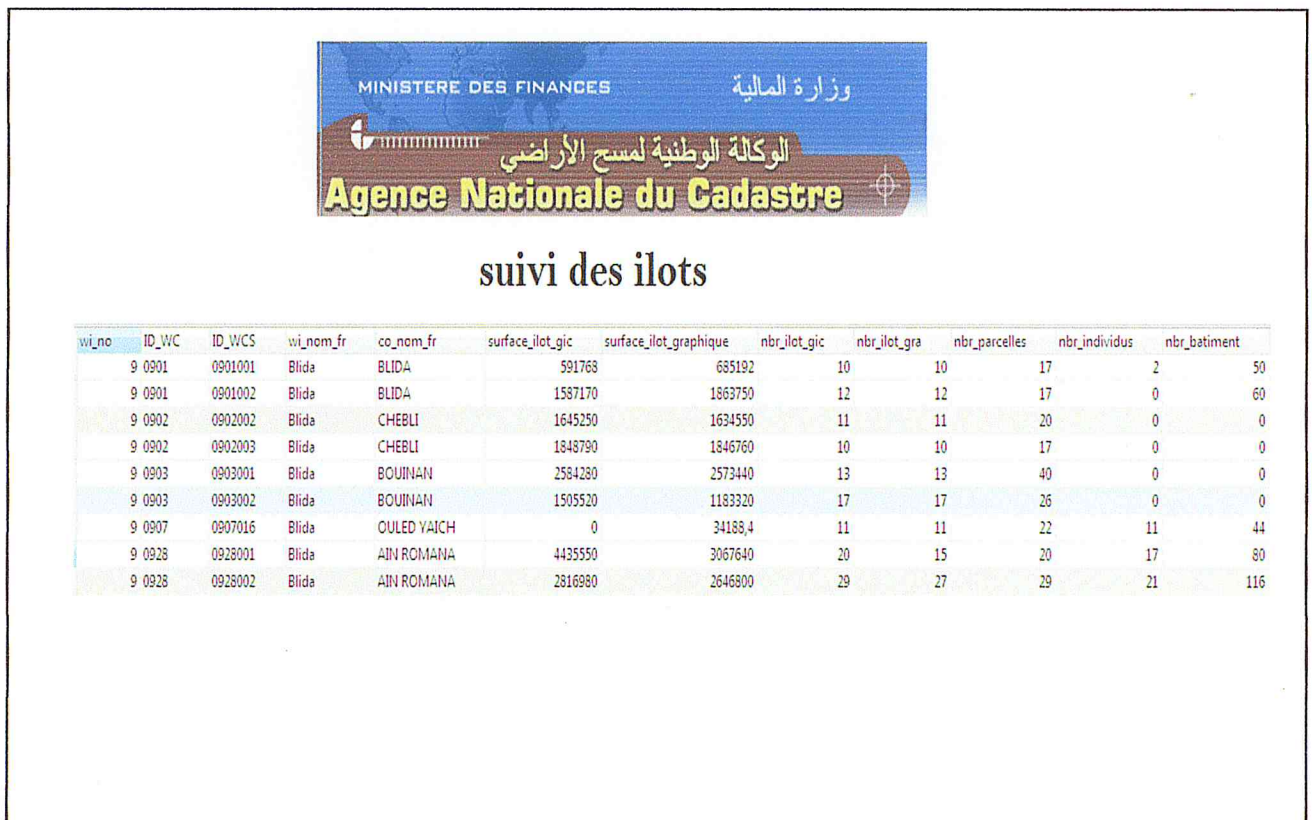 MINISTERE DES FINANCES وزارة المالية
الوكالة الوطنية لمسح الأراضي
Agence Nationale du Cadastre
suivi des ilots
wi_no ID_WC ID_WCS wi_nom_fr co_nom_fr surface_ilot_gic surface_ilot_graphique nbr_ilot_gic nbr_ilot_gra nbr_parcelles nbr_individus nbr_batiment
9 0901 0901001 Blida BLIDA 591768 685192 10 10 17 2 50
9 0901 0901002 Blida BLIDA 1587170 1863750 12 12 17 0 60
9 0902 0902002 Blida CHEBLI 1645250 1634550 11 11 20 0 0
9 0902 0902003 Blida CHEBLI 1848790 1846760 10 10 17 0 0
9 0903 0903001 Blida BOUINAN 2584280 2573440 13 13 40 0 0
9 0903 0903002 Blida BOUINAN 1505520 1183320 17 17 26 0 0
9 0907 0907016 Blida OULED YAICH 0 34188,4 11 11 22 11 44
9 0928 0928001 Blida AIN ROMANA 4435550 3067640 20 15 20 17 80
9 0928 0928002 Blida AIN ROMANA 2816980 2646800 29 27 29 21 116